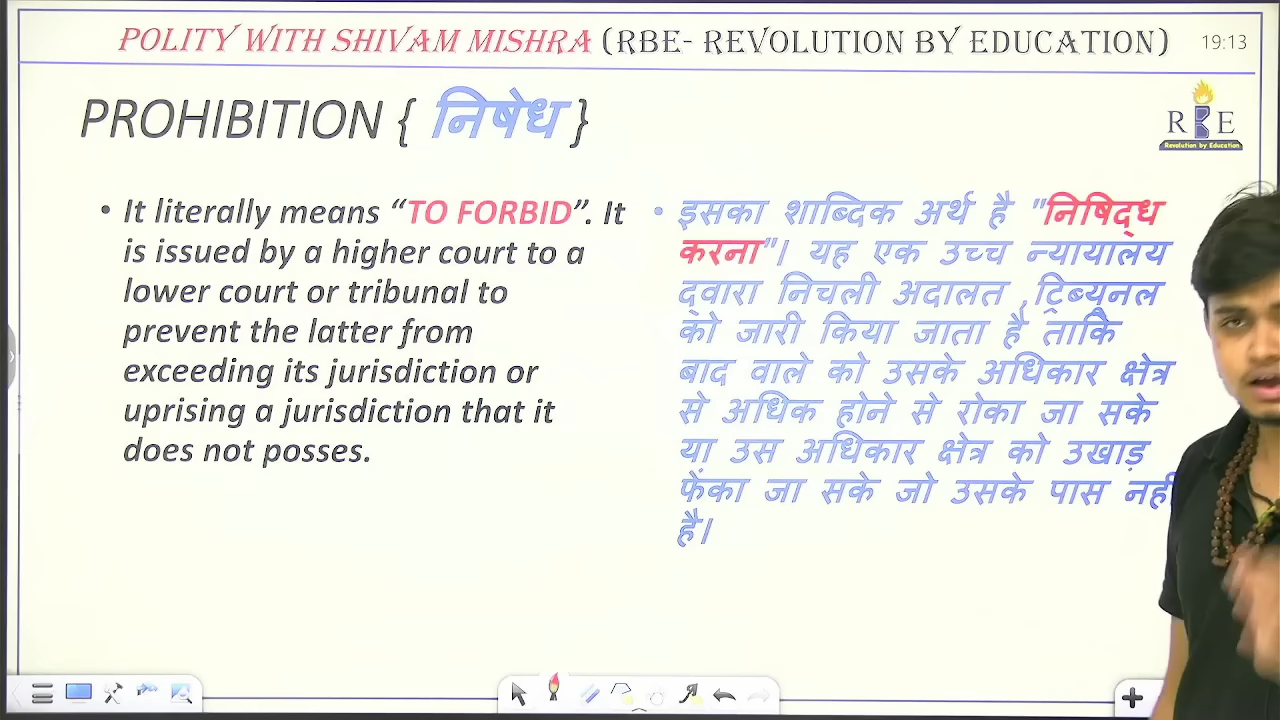 POLITY WITH SHIVAM MISHRA (RBE- REVOLUTION BY EDUCATION)
19:13
PROHIBITION { निषेध }
R B E
Revolution by Education
• It literally means “TO FORBID”. It
is issued by a higher court to a
lower court or tribunal to
prevent the latter from
exceeding its jurisdiction or
uprising a jurisdiction that it
does not posses.
• इसका शाब्दिक अर्थ है "निषिद्ध
करना"। यह एक उच्च न्यायालय
द्वारा निचली अदालत , ट्रिब्यूनल
को जारी किया जाता है ताकि
बाद वाले को उसके अधिकार क्षेत्र
से अधिक होने से रोका जा सके
या उस अधिकार क्षेत्र को उखाड़
फेंका जा सके जो उसके पास नहीं
है।